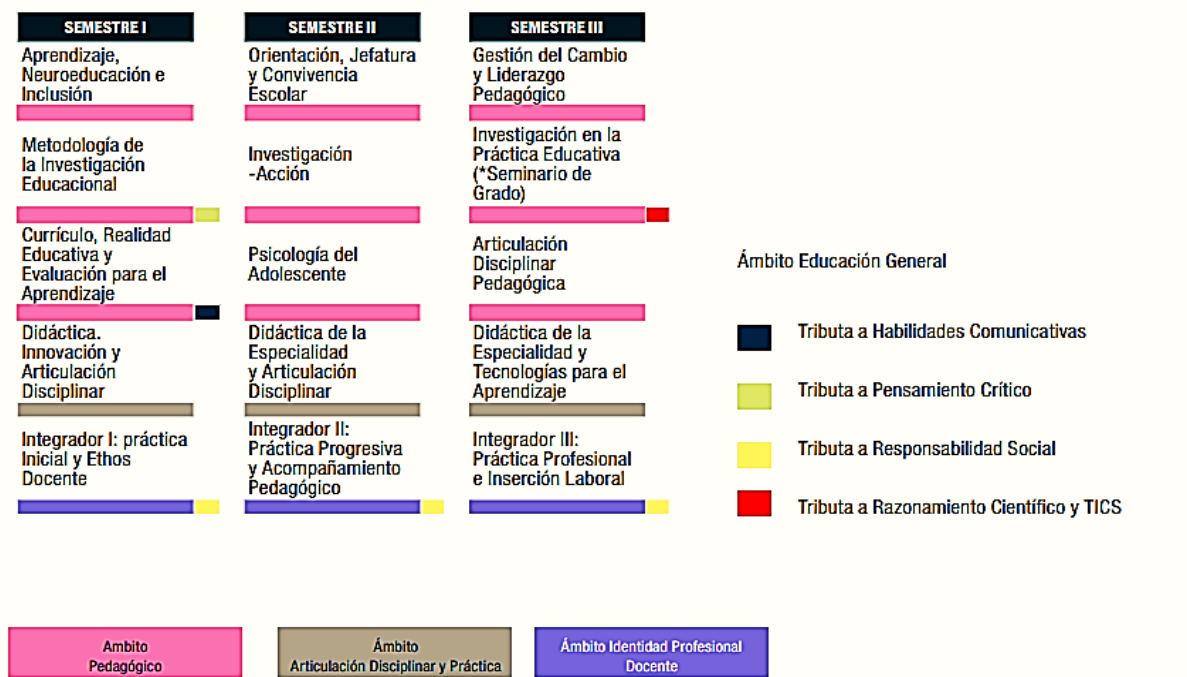 SEMESTRE I
Aprendizaje,
Neuroeducación e
Inclusión
Metodología de
la Investigación
Educacional
Currículo, Realidad
Educativa y
Evaluación para el
Aprendizaje
Didáctica.
Innovación y
Articulación
Disciplinar
Integrador I: práctica
Inicial y Ethos
Docente
SEMESTRE II
Orientación, Jefatura
y Convivencia
Escolar
Investigación
-Acción
Psicología del
Adolescente
Didáctica de la
Especialidad
y Articulación
Disciplinar
Integrador II:
Práctica Progresiva
y Acompañamiento
Pedagógico
SEMESTRE III
Gestión del Cambio
y Liderazgo
Pedagógico
Investigación en la
Práctica Educativa
(*Seminario de
Grado)
Articulación
Disciplinar
Pedagógica
Didáctica de la
Especialidad y
Tecnologías para el
Aprendizaje
Integrador III:
Práctica Profesional
e Inserción Laboral
Ámbito Educación General
Tributa a Habilidades Comunicativas
Tributa a Pensamiento Crítico
Tributa a Responsabilidad Social
Tributa a Razonamiento Científico y TICS
Ambito
Pedagógico
Ámbito
Articulación Disciplinar y Práctica
Ámbito Identidad Profesional
Docente